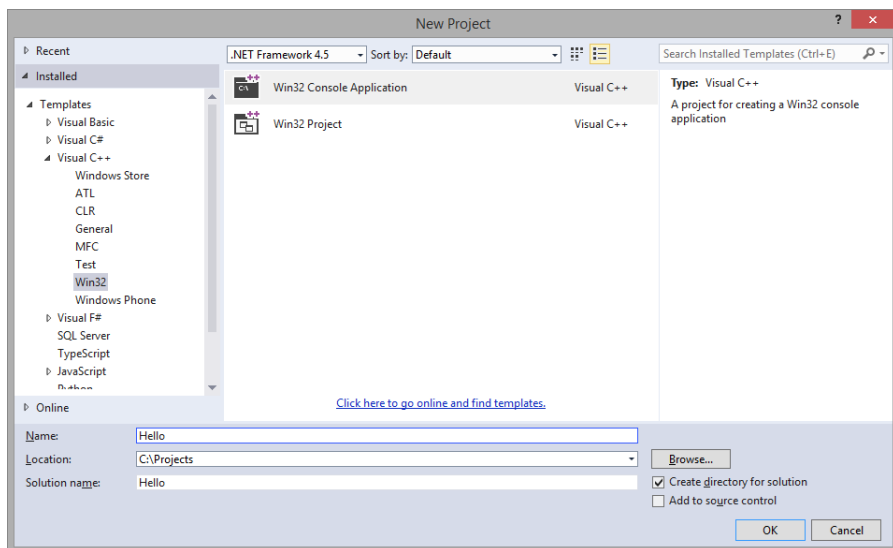 New Project
? ×
Recent
.NET Framework 4.5 Sort by: Default
Search Installed Templates (Ctrl+E)
Installed
Templates
Visual Basic
Visual C#
Visual C++
Windows Store
ATL
CLR
General
MFC
Test
Win32
Windows Phone
Visual F#
SQL Server
TypeScript
JavaScript
Python
Online
Win32 Console Application Visual C++
Win32 Project Visual C++
Click here to go online and find templates.
Type: Visual C++
A project for creating a Win32 console
application
Name: Hello
Location: C:\Projects Browse...
Solution name: Hello
Create directory for solution
Add to source control
OK Cancel